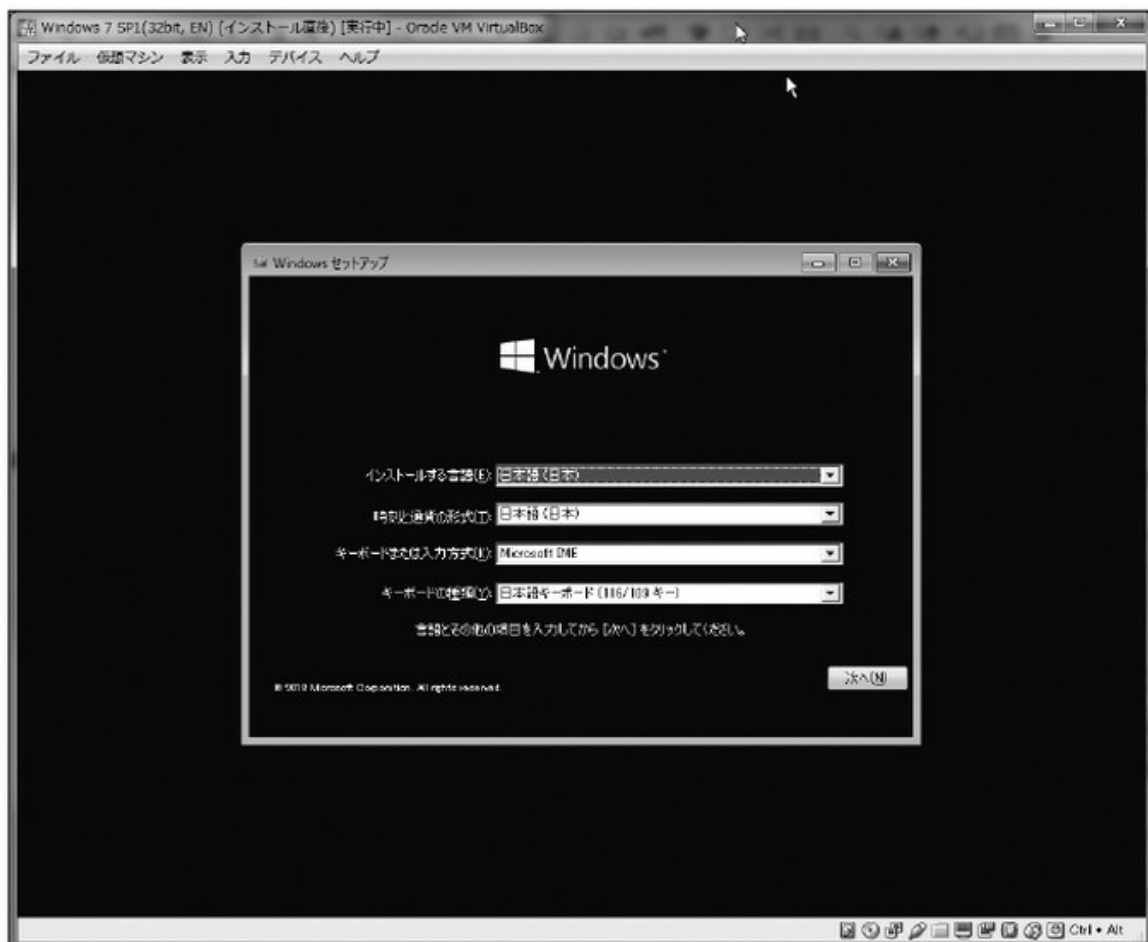 Windows 7 SP1(32bit, EN) (インストール直後) [実行中] - Oracle VM VirtualBox
ファイル 仮想マシン 表示 入力 デバイス ヘルプ
Windows セットアップ
Windows
インストールする言語(E): 日本語 (日本)
時刻と通貨の形式(T): 日本語 (日本)
キーボードまたは入力方式(K): Microsoft IME
キーボードの種類(Y): 日本語キーボード (106/109 キー)
言語とその他の項目を入力してから [次へ] をクリックしてください。
Microsoft Corporation. All rights reserved.
次へ(N)
Ctrl + Alt